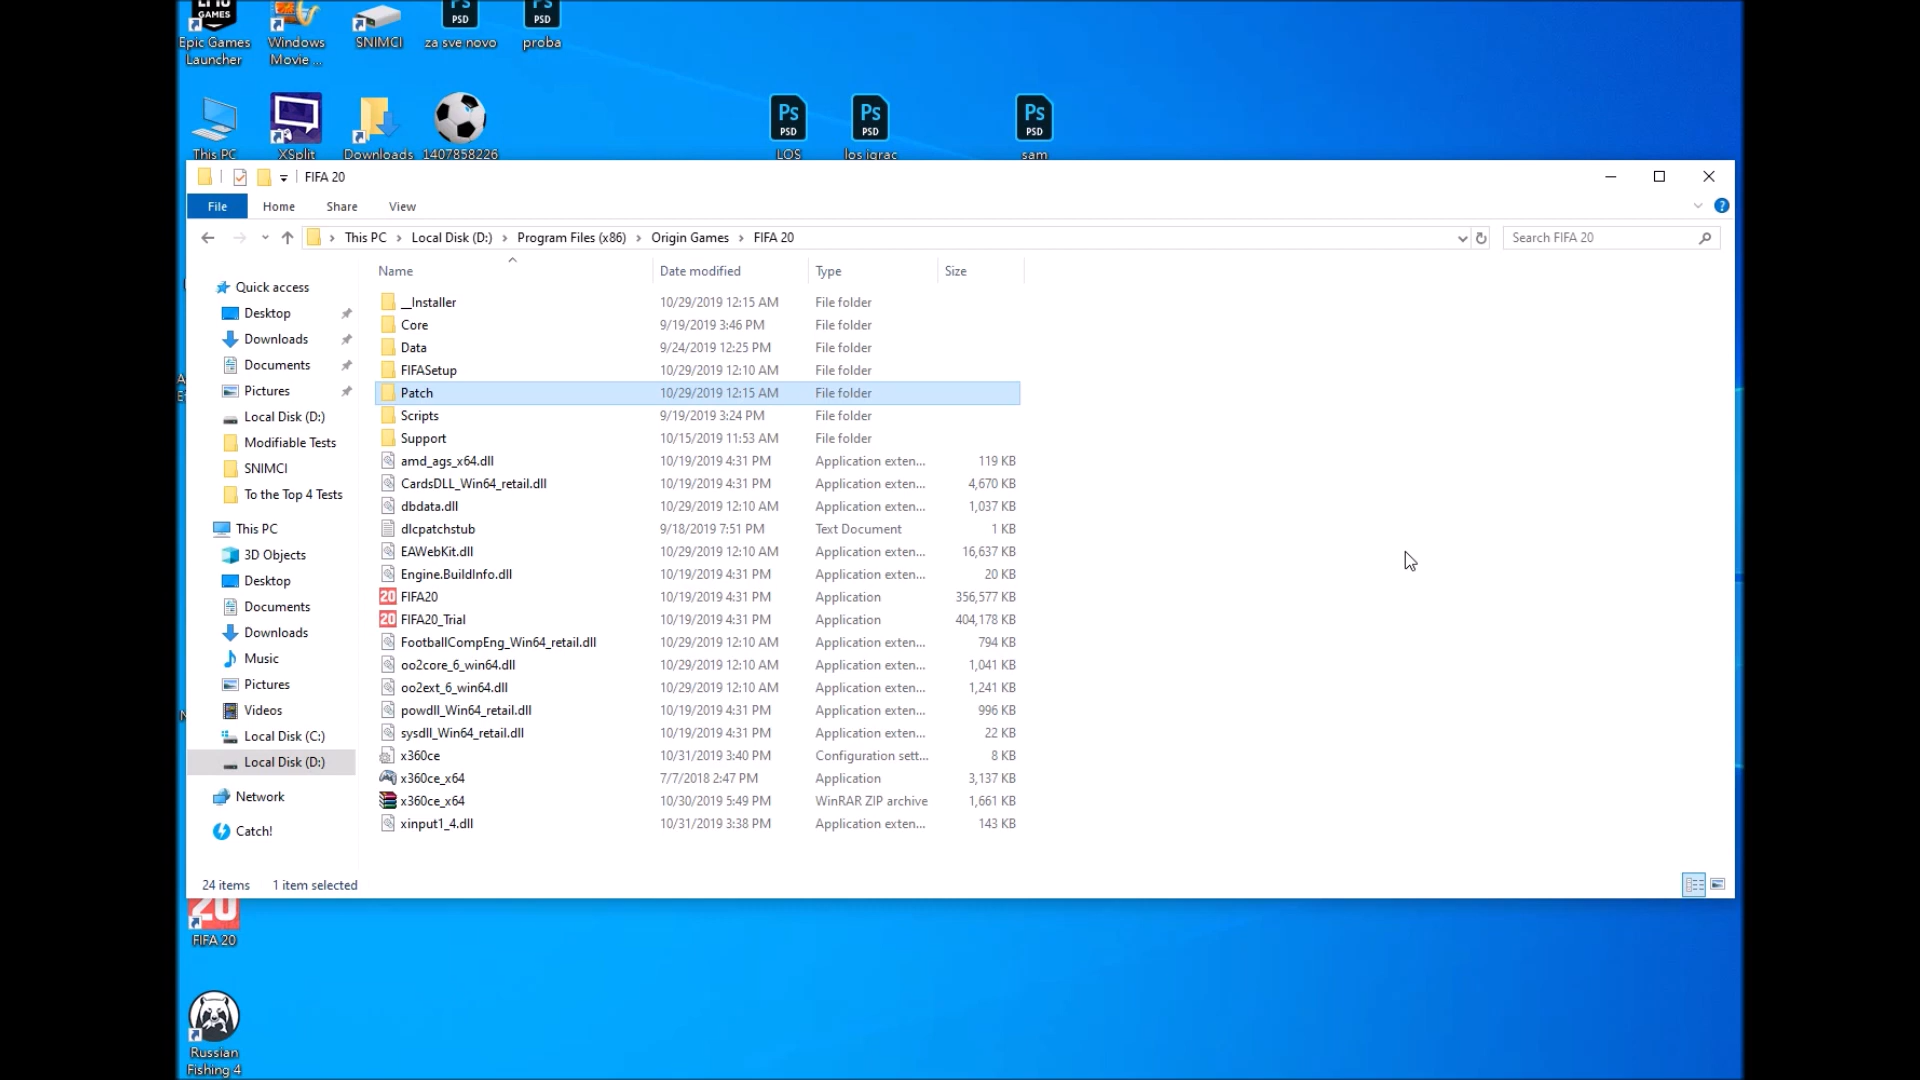 GAMES
Epic Games
Launcher
Windows
Movie ...
SNIMCI
PSD
za sve novo
PSD
proba
This PC
XSplit
Downloads
1407858226
Ps
PSD
LOS
Ps
PSD
los igrac
Ps
PSD
sam
FIFA 20
File
Home
Share
View
This PC
Local Disk (D:)
Program Files (x86)
Origin Games
FIFA 20
Search FIFA 20
Name
Date modified
Type
Size
Quick access
Desktop
Downloads
Documents
Pictures
Local Disk (D:)
Modifiable Tests
SNIMCI
To the Top 4 Tests
This PC
3D Objects
Desktop
Documents
Downloads
Music
Pictures
Videos
Local Disk (C:)
Local Disk (D:)
Network
Catch!
__Installer 10/29/2019 12:15 AM File folder
Core 9/19/2019 3:46 PM File folder
Data 9/24/2019 12:25 PM File folder
FIFASetup 10/29/2019 12:10 AM File folder
Patch 10/29/2019 12:15 AM File folder
Scripts 9/19/2019 3:24 PM File folder
Support 10/15/2019 11:53 AM File folder
amd_ags_x64.dll 10/19/2019 4:31 PM Application exten... 119 KB
CardsDLL_Win64_retail.dll 10/19/2019 4:31 PM Application exten... 4,670 KB
dbdata.dll 10/29/2019 12:10 AM Application exten... 1,037 KB
dlcpatchstub 9/18/2019 7:51 PM Text Document 1 KB
EAWebKit.dll 10/29/2019 12:10 AM Application exten... 16,637 KB
Engine.BuildInfo.dll 10/19/2019 4:31 PM Application exten... 20 KB
20 FIFA20 10/19/2019 4:31 PM Application 356,577 KB
20 FIFA20_Trial 10/19/2019 4:31 PM Application 404,178 KB
FootballCompEng_Win64_retail.dll 10/29/2019 12:10 AM Application exten... 794 KB
oo2core_6_win64.dll 10/29/2019 12:10 AM Application exten... 1,041 KB
oo2ext_6_win64.dll 10/29/2019 12:10 AM Application exten... 1,241 KB
powdll_Win64_retail.dll 10/19/2019 4:31 PM Application exten... 996 KB
sysdll_Win64_retail.dll 10/19/2019 4:31 PM Application exten... 22 KB
x360ce 10/31/2019 3:40 PM Configuration sett... 8 KB
x360ce_x64 7/7/2018 2:47 PM Application 3,137 KB
x360ce_x64 10/30/2019 5:49 PM WinRAR ZIP archive 1,661 KB
xinput1_4.dll 10/31/2019 3:38 PM Application exten... 143 KB
24 items
1 item selected
20
FIFA 20
Russian
Fishing 4